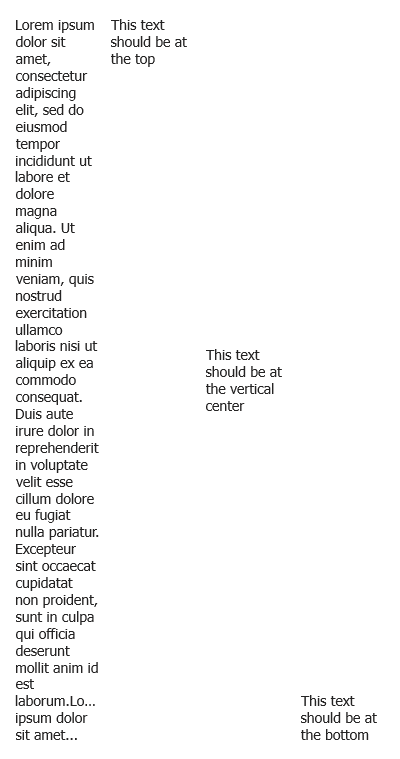 Lorem ipsum
dolor sit
amet,
consectetur
adipiscing
elit, sed do
eiusmod
tempor
incididunt ut
labore et
dolore
magna
aliqua. Ut
enim ad
minim
veniam, quis
nostrud
exercitation
ullamco
laboris nisi ut
aliquip ex ea
commodo
consequat.
Duis aute
irure dolor in
reprehenderit
in voluptate
velit esse
cillum dolore
eu fugiat
nulla pariatur.
Excepteur
sint occaecat
cupidatat
non proident,
sunt in culpa
qui officia
deserunt
mollit anim id
est
laborum.Lo...
ipsum dolor
sit amet...
This text
should be at
the top
This text
should be at
the vertical
center
This text
should be at
the bottom